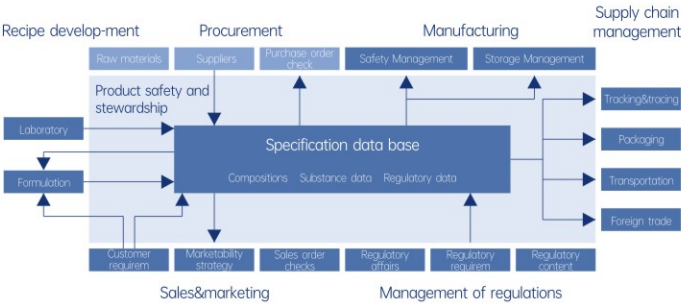 Supply chain
management
Recipe develop-ment
Procurement
Manufacturing
Raw materials
Suppliers
Purchase order
check
Safety Management
Storage Management
Product safety and
stewardship
Tracking&tracing
Laboratory
Specification data base
Packaging
Compositions Substance data Regulatory data
Formulation
Transportation
Foreign trade
Customer
requirem
Marketability
strategy
Sales order
checks
Regulatory
affairs
Regulatory
requirem
Regulatory
content
Sales&marketing
Management of regulations